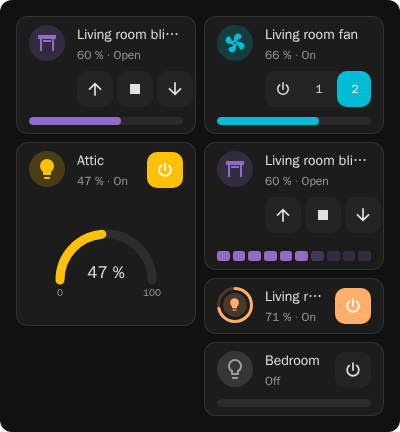 Living room bli···
60 % · Open
Living room fan
66 % · On
1 2
Attic
47 % · On
47 %
0 100
Living room bli···
60 % · Open
Living r···
71 % · On
Bedroom
Off